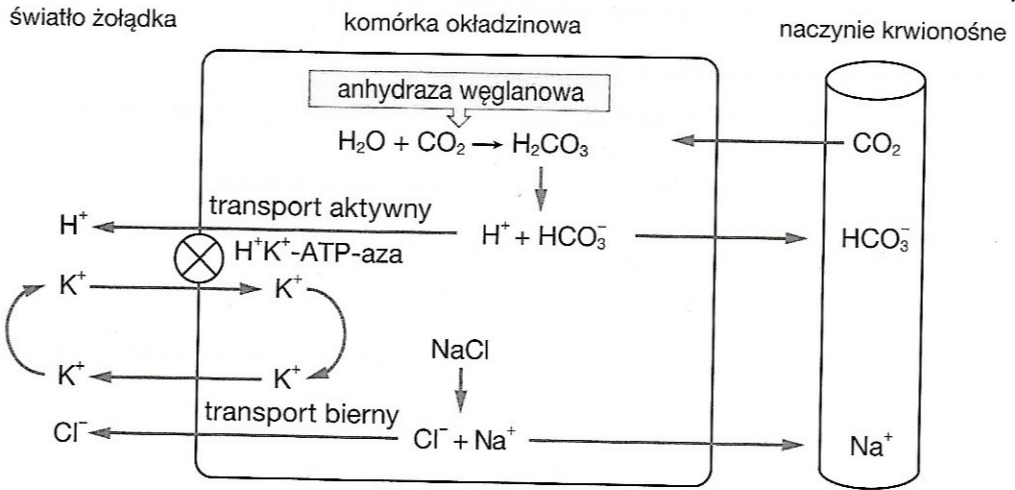 światło żołądka
komórka okładzinowa
naczynie krwionośne
anhydraza węglanowa
H₂O + CO₂ → H₂CO₃
CO₂
transport aktywny
H⁺
H⁺ + HCO₃⁻
HCO₃⁻
H⁺K⁺-ATP-aza
K⁺
K⁺
NaCl
K⁺
K⁺
transport bierny
Cl⁻
Cl⁻ + Na⁺
Na⁺